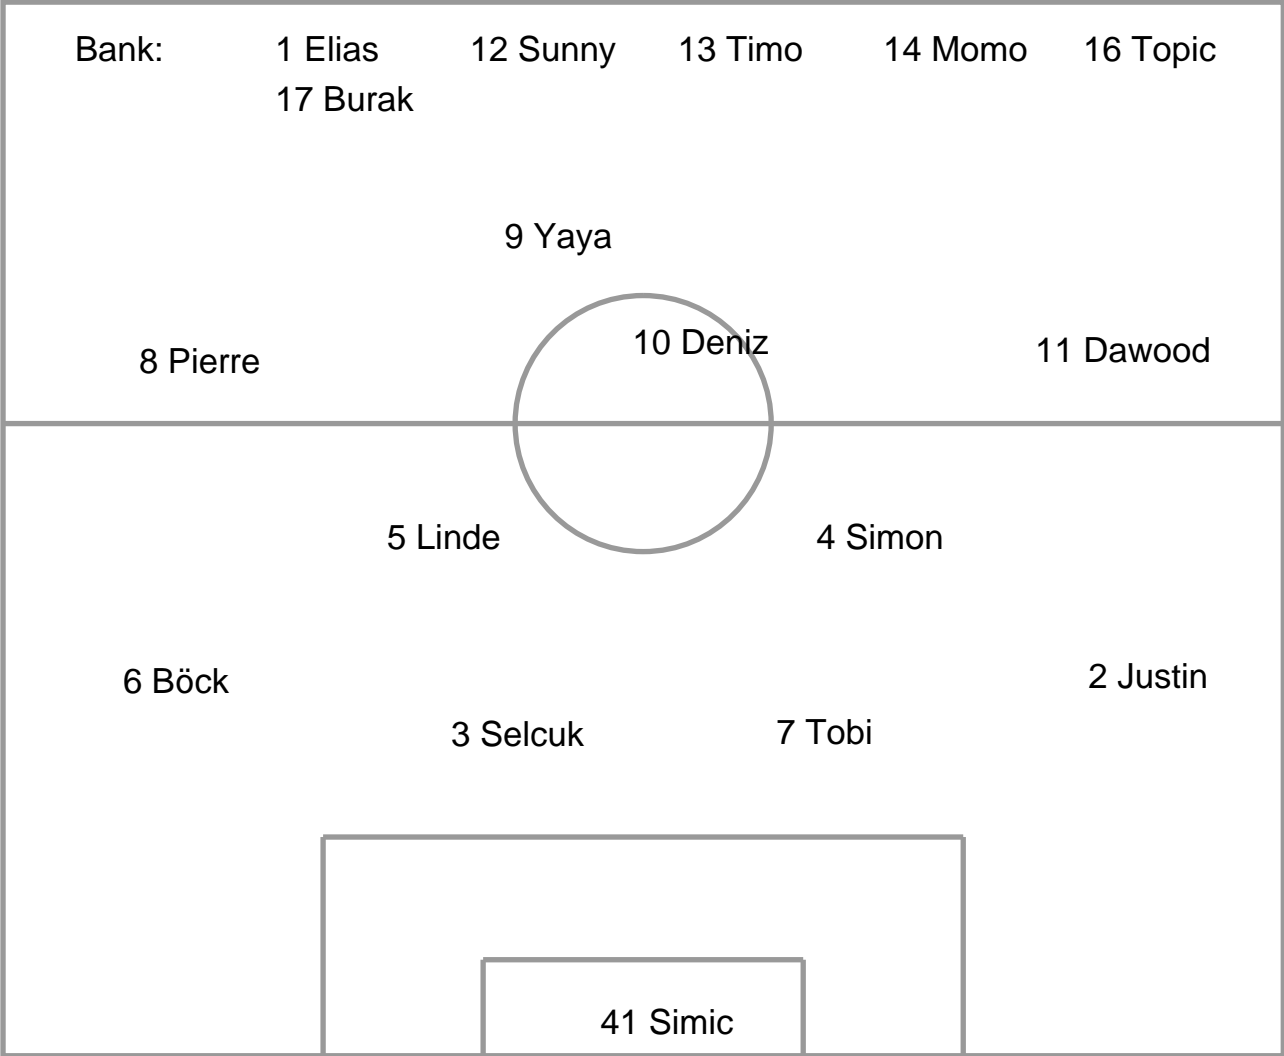 Bank: 1 Elias 12 Sunny 13 Timo 14 Momo 16 Topic
17 Burak
9 Yaya
10 Deniz
11 Dawood
8 Pierre
5 Linde 4 Simon
6 Böck 2 Justin
3 Selcuk 7 Tobi
41 Simic